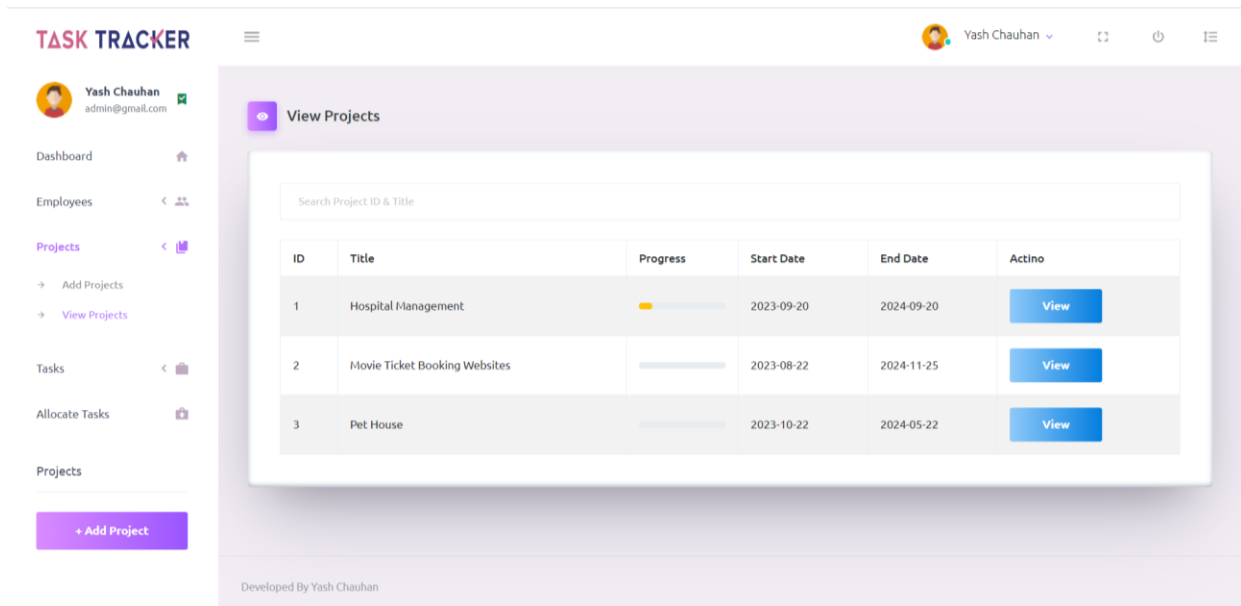 TASK TRACKER
Yash Chauhan
Yash Chauhan
admin@gmail.com
Dashboard
Employees
Projects
Add Projects
View Projects
Tasks
Allocate Tasks
Projects
+ Add Project
View Projects
Search Project ID & Title
ID Title Progress Start Date End Date Actino
1 Hospital Management 2023-09-20 2024-09-20 View
2 Movie Ticket Booking Websites 2023-08-22 2024-11-25 View
3 Pet House 2023-10-22 2024-05-22 View
Developed By Yash Chauhan